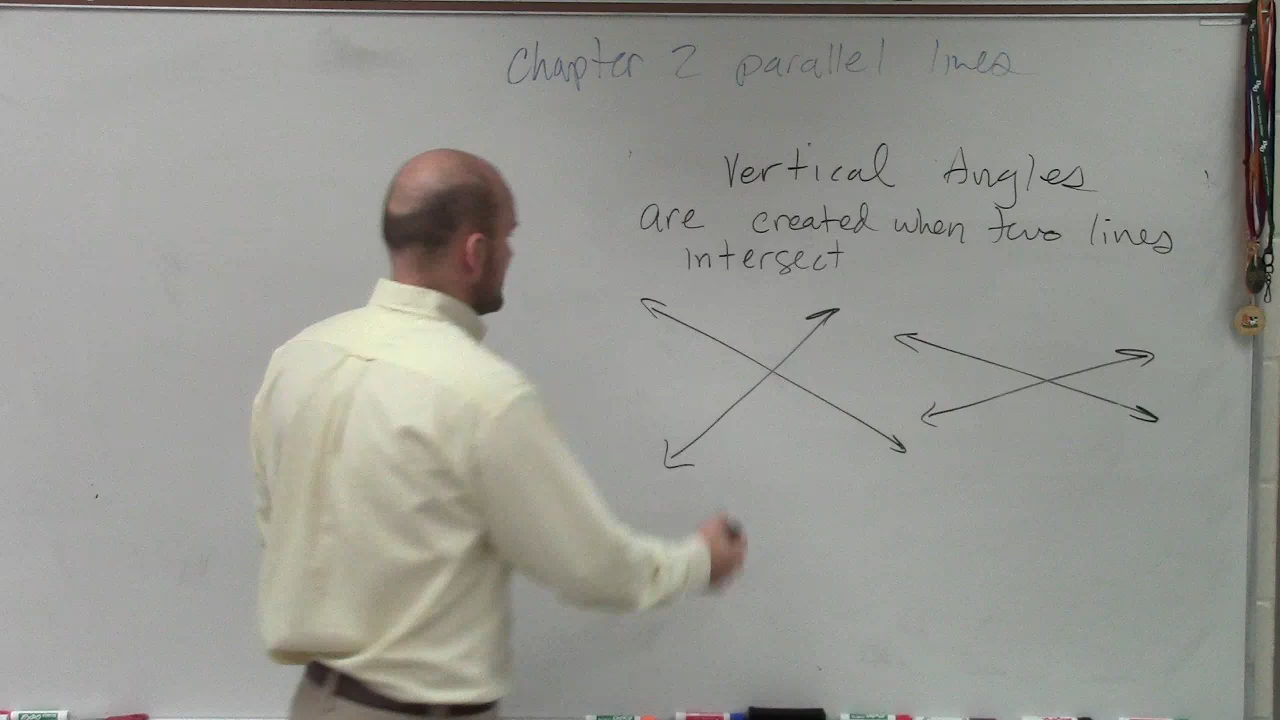 Chapter 2 parallel lines
Vertical Angles
are created when two lines
intersect